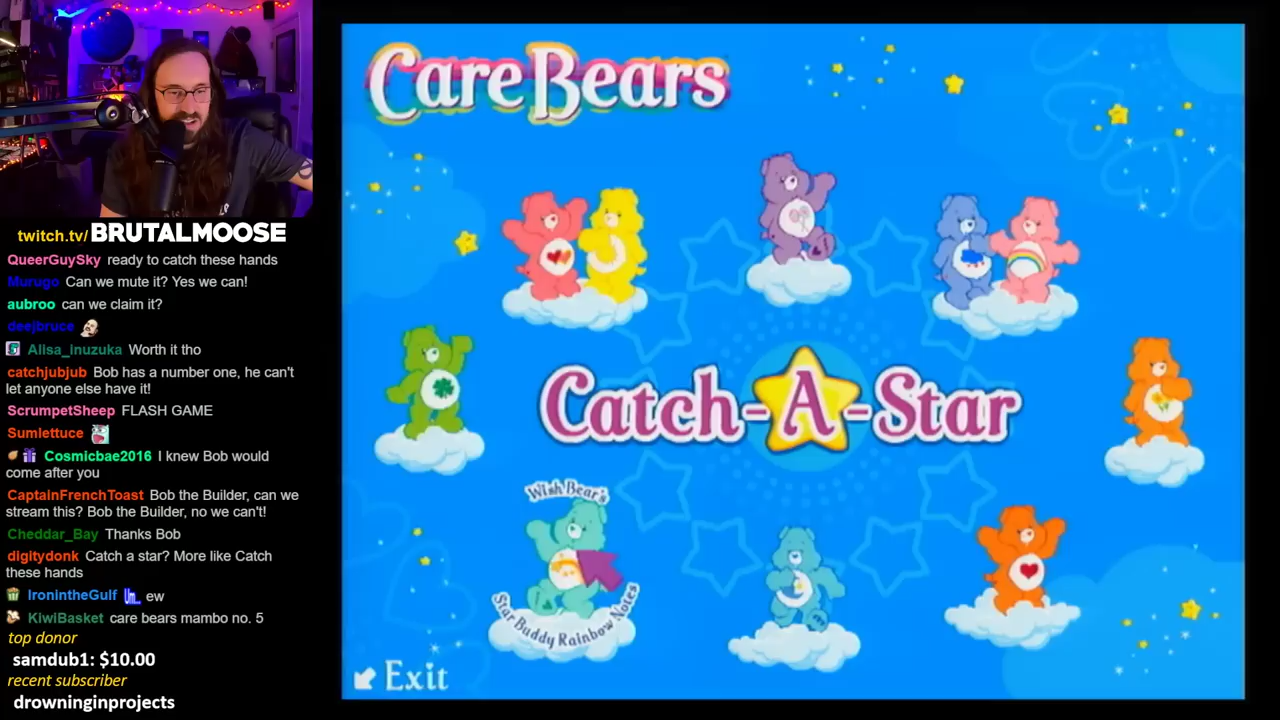 twitch.tv/BRUTALMOOSE
QueerGuySky ready to catch these hands
Murugo Can we mute it? Yes we can!
aubroo can we claim it?
deejbruce
Alisa_inuzuka Worth it tho
catchjubjub Bob has a number one, he can't
let anyone else have it!
ScrumpetSheep FLASH GAME
Sumlettuce
Cosmicbae2016 I knew Bob would
come after you
CaptainFrenchToast Bob the Builder, can we
stream this? Bob the Builder, no we can't!
Cheddar_Bay Thanks Bob
digitydonk Catch a star? More like Catch
these hands
IronintheGulf ew
KiwiBasket care bears mambo no. 5
top donor
samdub1: $10.00
recent subscriber
drowninginprojects
Care Bears
Catch-A-Star
Wish Bear's
Star Buddy Rainbow Notes
Exit